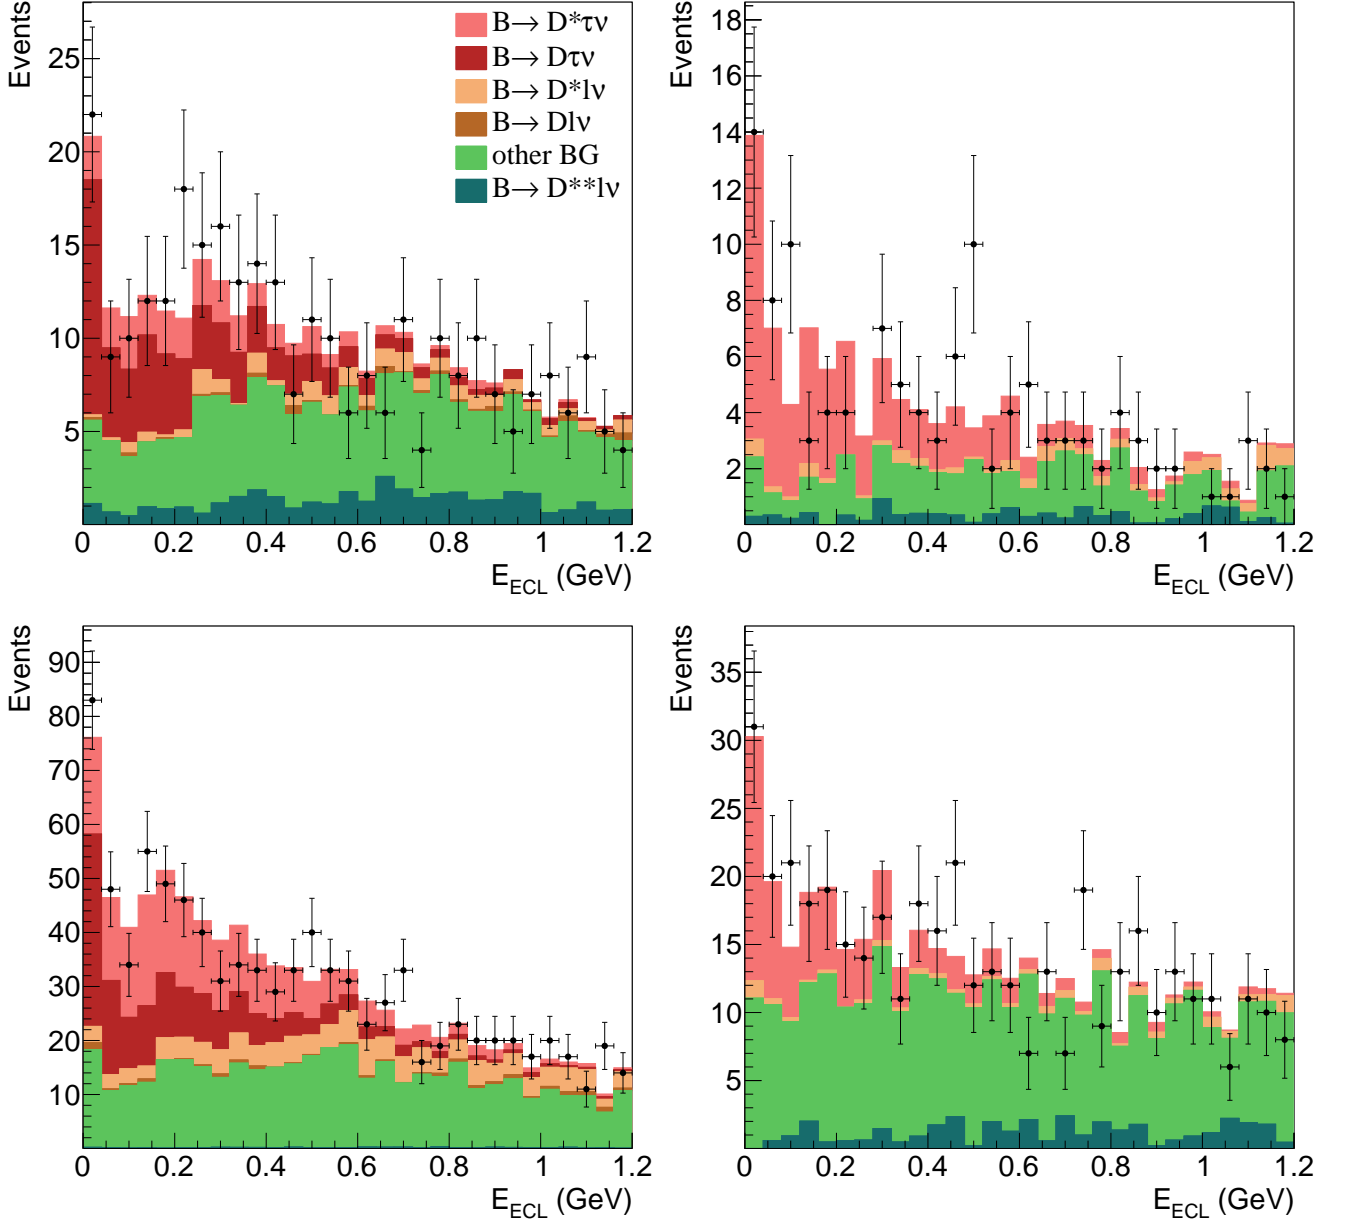 Events
25
20
15
10
5
0 0.2 0.4 0.6 0.8 1 1.2
E_ECL (GeV)
B→ D*τν
B→ Dτν
B→ D*lν
B→ Dlν
other BG
B→ D**lν
Events
18
16
14
12
10
8
6
4
2
0 0.2 0.4 0.6 0.8 1 1.2
E_ECL (GeV)
Events
90
80
70
60
50
40
30
20
10
0 0.2 0.4 0.6 0.8 1 1.2
E_ECL (GeV)
Events
35
30
25
20
15
10
5
0 0.2 0.4 0.6 0.8 1 1.2
E_ECL (GeV)